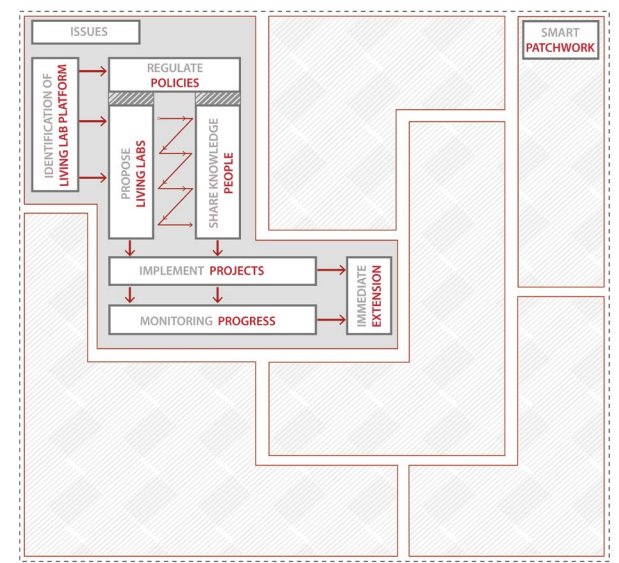 ISSUES
SMART
PATCHWORK
IDENTIFICATION OF
LIVING LAB PLATFORM
REGULATE
POLICIES
PROPOSE
LIVING LABS
SHARE KNOWLEDGE
PEOPLE
IMPLEMENT PROJECTS
MONITORING PROGRESS
IMMEDIATE
EXTENSION